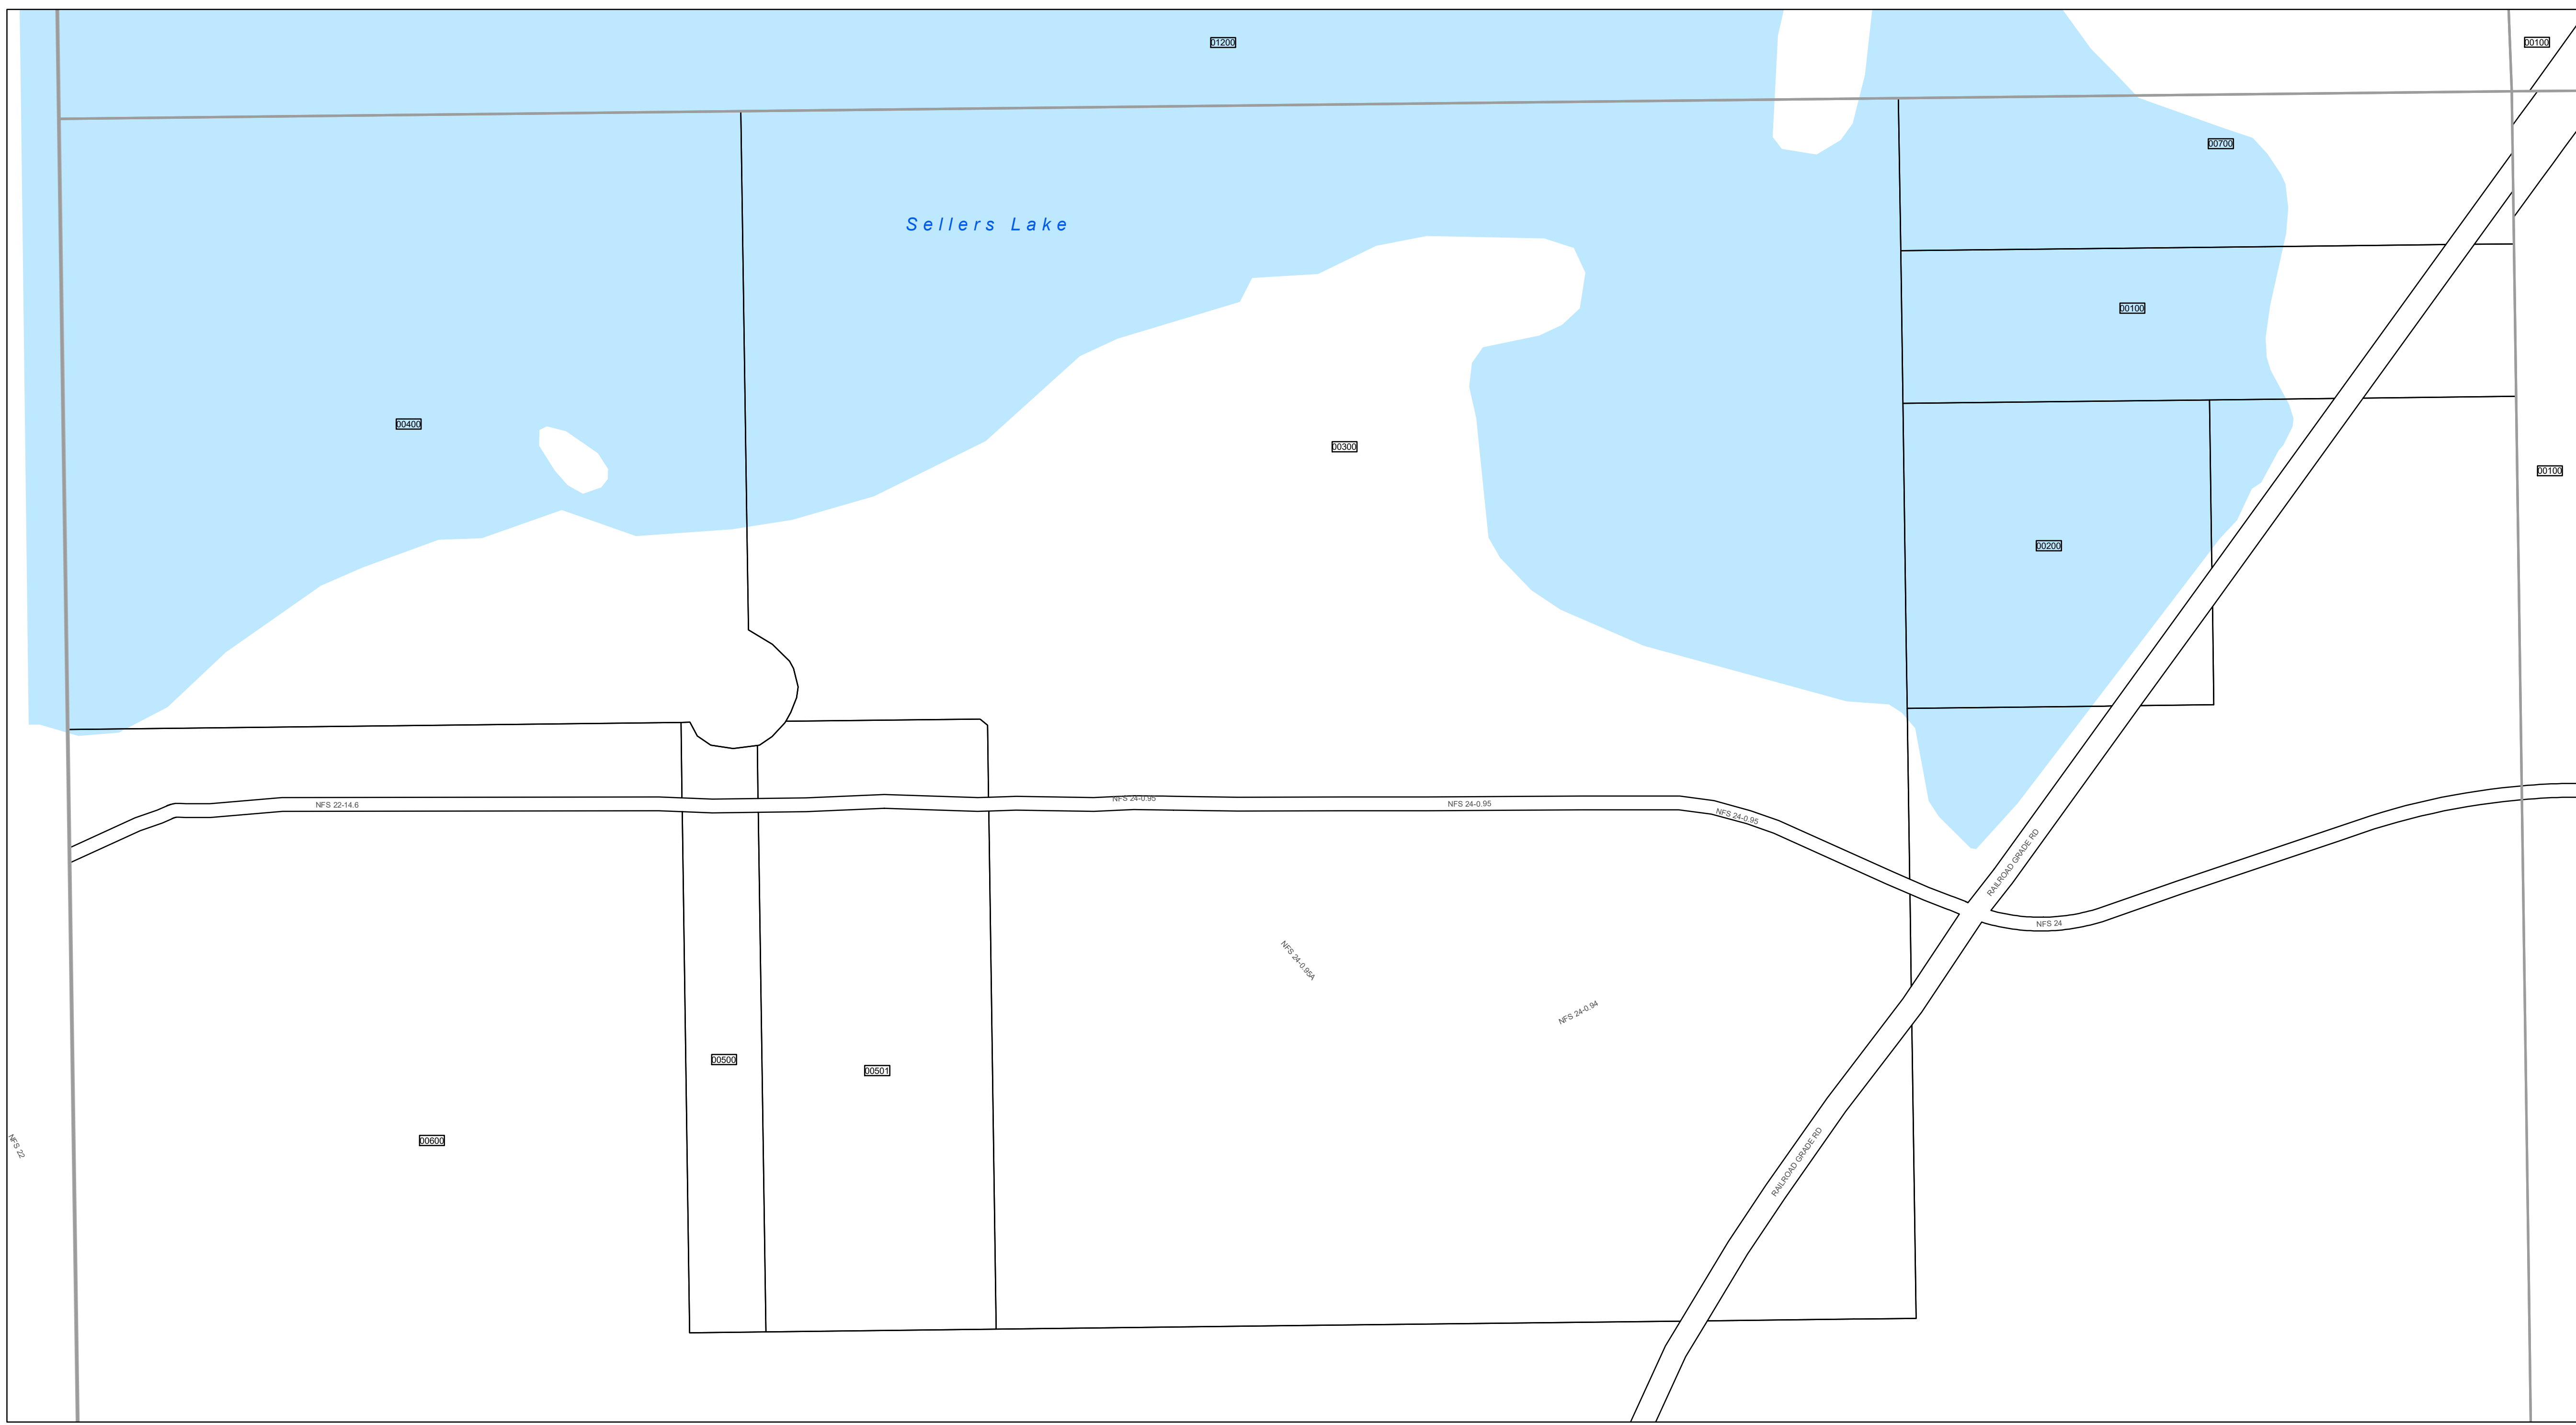 01200
00100
00700
Sellers Lake
00100
00400
00300
00100
00200
NFS 22-14.6
NFS 24-0.95
NFS 24-0.95
NFS 24-0.95
RAILROAD GRADE RD
NFS 24
NFS 24-0.95A
NFS 24-0.94
00500
00501
00600
NFS 22
RAILROAD GRADE RD